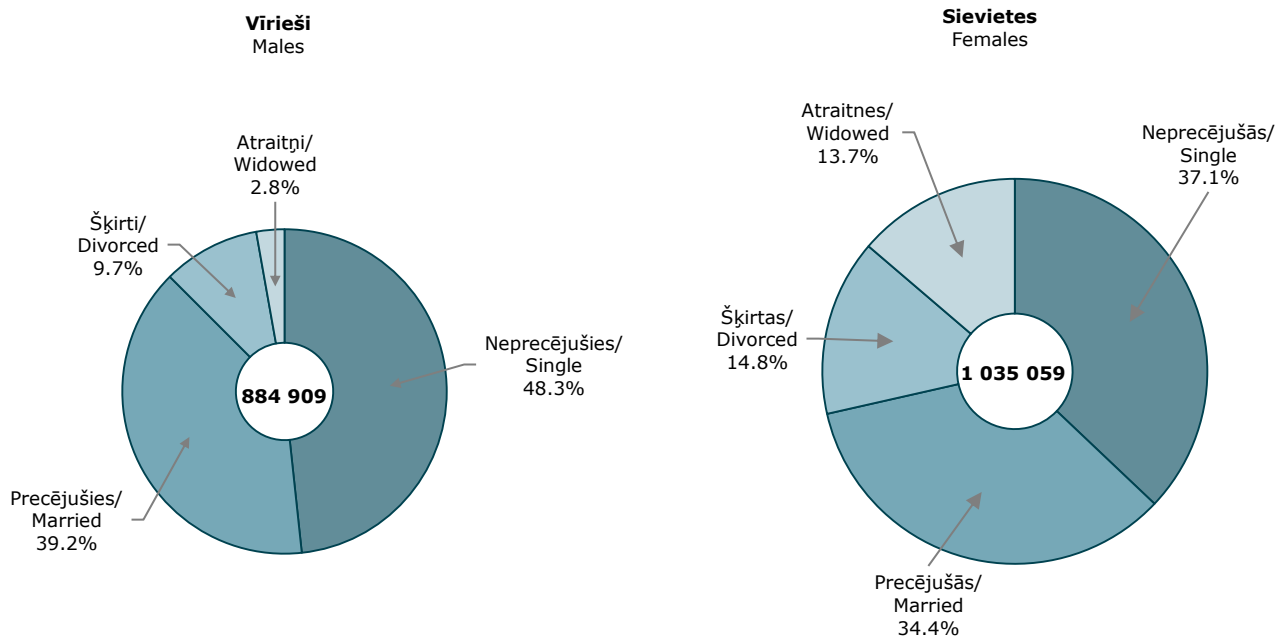 Vīrieši
Males
Atraitņi/
Widowed
2.8%
Šķirti/
Divorced
9.7%
Neprecējušies/
Single
48.3%
884 909
Precējušies/
Married
39.2%
Sievietes
Females
Atraitnes/
Widowed
13.7%
Neprecējušās/
Single
37.1%
Šķirtas/
Divorced
14.8%
1 035 059
Precējušās/
Married
34.4%